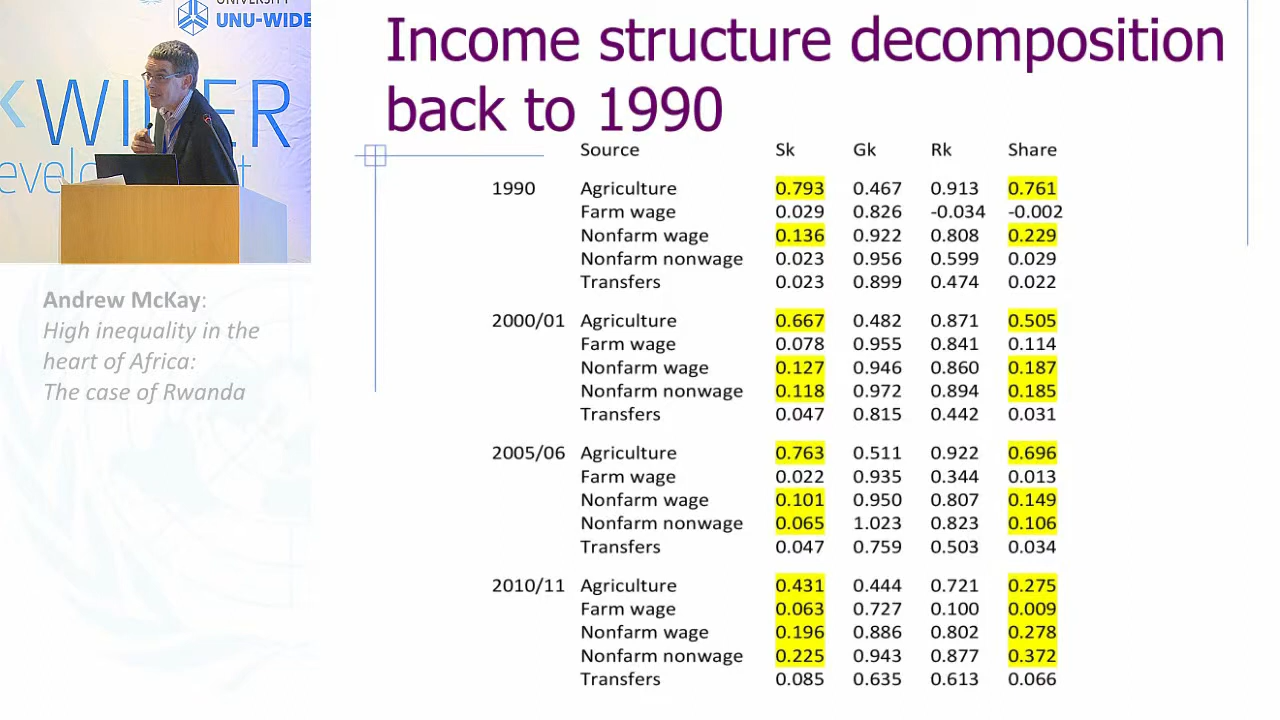 UNU-WIDE
WIDER
Income structure decomposition
back to 1990
Andrew McKay:
High inequality in the
heart of Africa:
The case of Rwanda
Source Sk Gk Rk Share
1990 Agriculture 0.793 0.467 0.913 0.761
Farm wage 0.029 0.826 -0.034 -0.002
Nonfarm wage 0.136 0.922 0.808 0.229
Nonfarm nonwage 0.023 0.956 0.599 0.029
Transfers 0.023 0.899 0.474 0.022
2000/01 Agriculture 0.667 0.482 0.871 0.505
Farm wage 0.078 0.955 0.841 0.114
Nonfarm wage 0.127 0.946 0.860 0.187
Nonfarm nonwage 0.118 0.972 0.894 0.185
Transfers 0.047 0.815 0.442 0.031
2005/06 Agriculture 0.763 0.511 0.922 0.696
Farm wage 0.022 0.935 0.344 0.013
Nonfarm wage 0.101 0.950 0.807 0.149
Nonfarm nonwage 0.065 1.023 0.823 0.106
Transfers 0.047 0.759 0.503 0.034
2010/11 Agriculture 0.431 0.444 0.721 0.275
Farm wage 0.063 0.727 0.100 0.009
Nonfarm wage 0.196 0.886 0.802 0.278
Nonfarm nonwage 0.225 0.943 0.877 0.372
Transfers 0.085 0.635 0.613 0.066